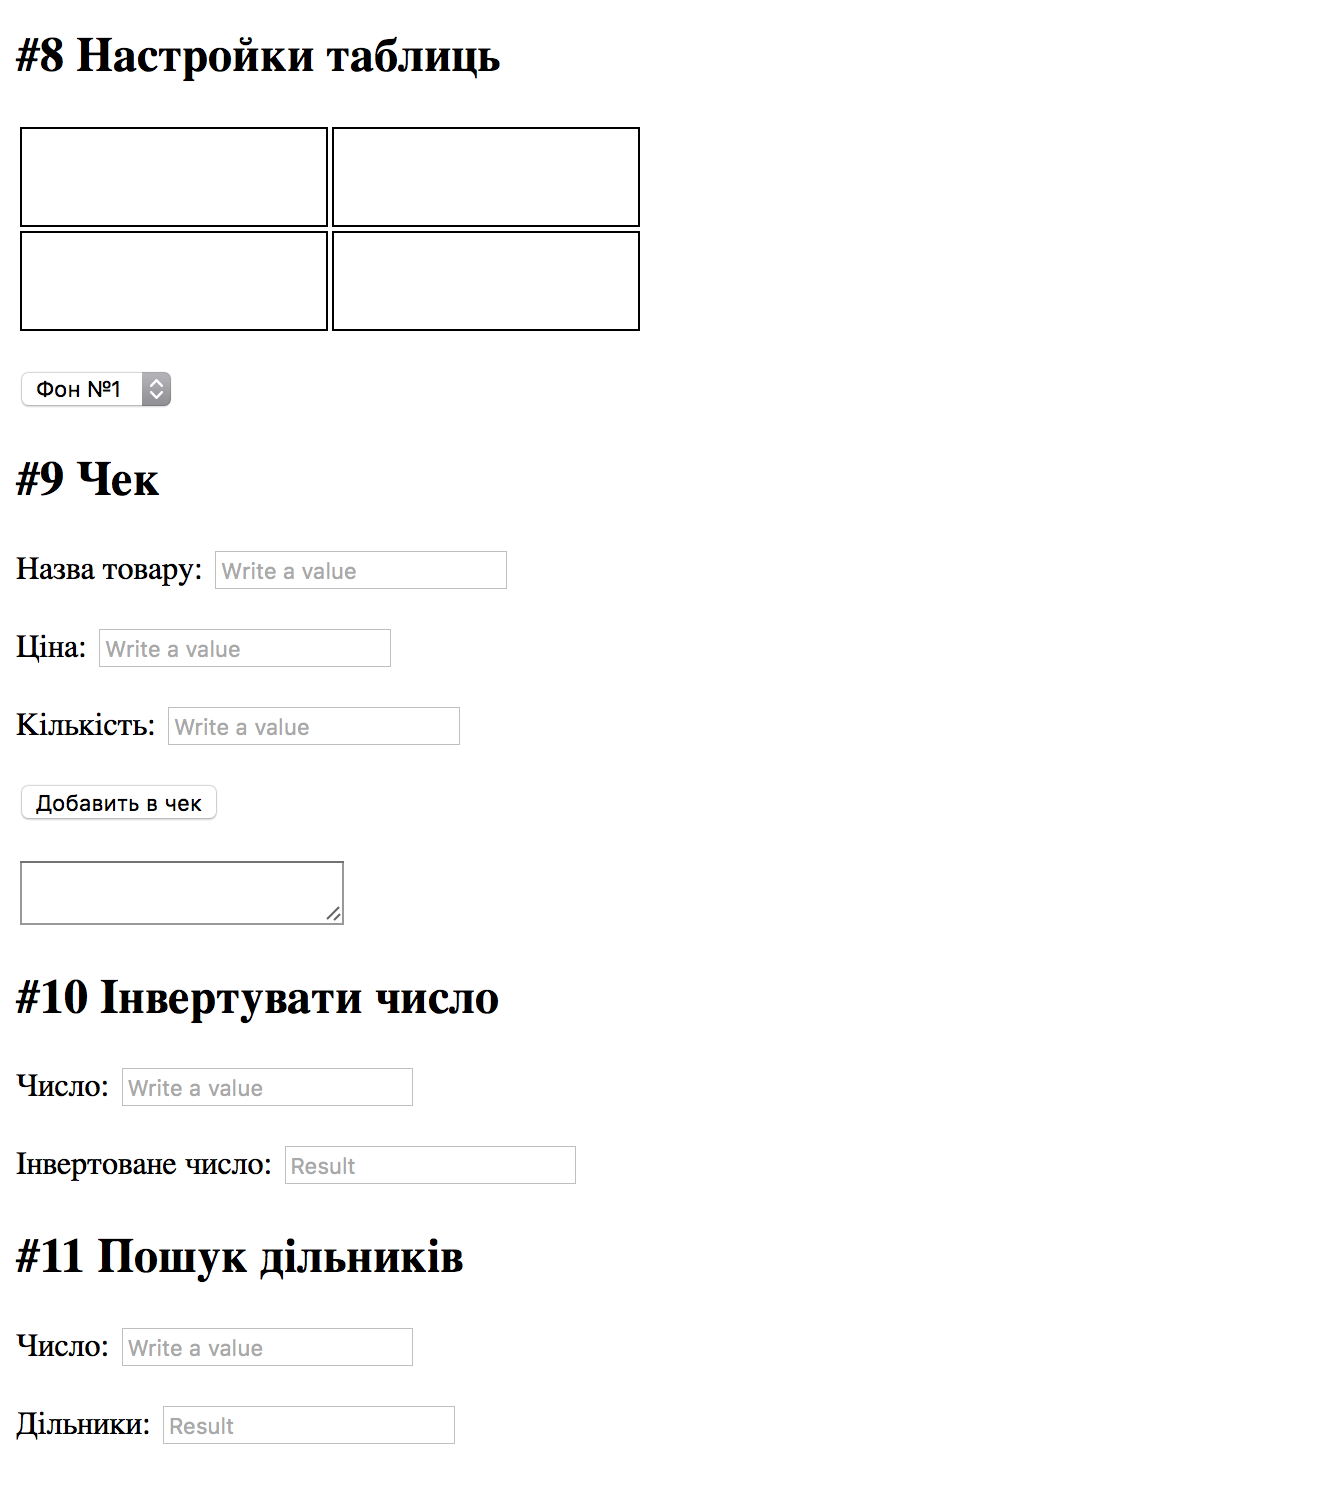 #8 Настройки таблиць
Фон №1
#9 Чек
Назва товару: Write a value
Ціна: Write a value
Кількість: Write a value
Добавить в чек
#10 Інвертувати число
Число: Write a value
Інвертоване число: Result
#11 Пошук дільників
Число: Write a value
Дільники: Result